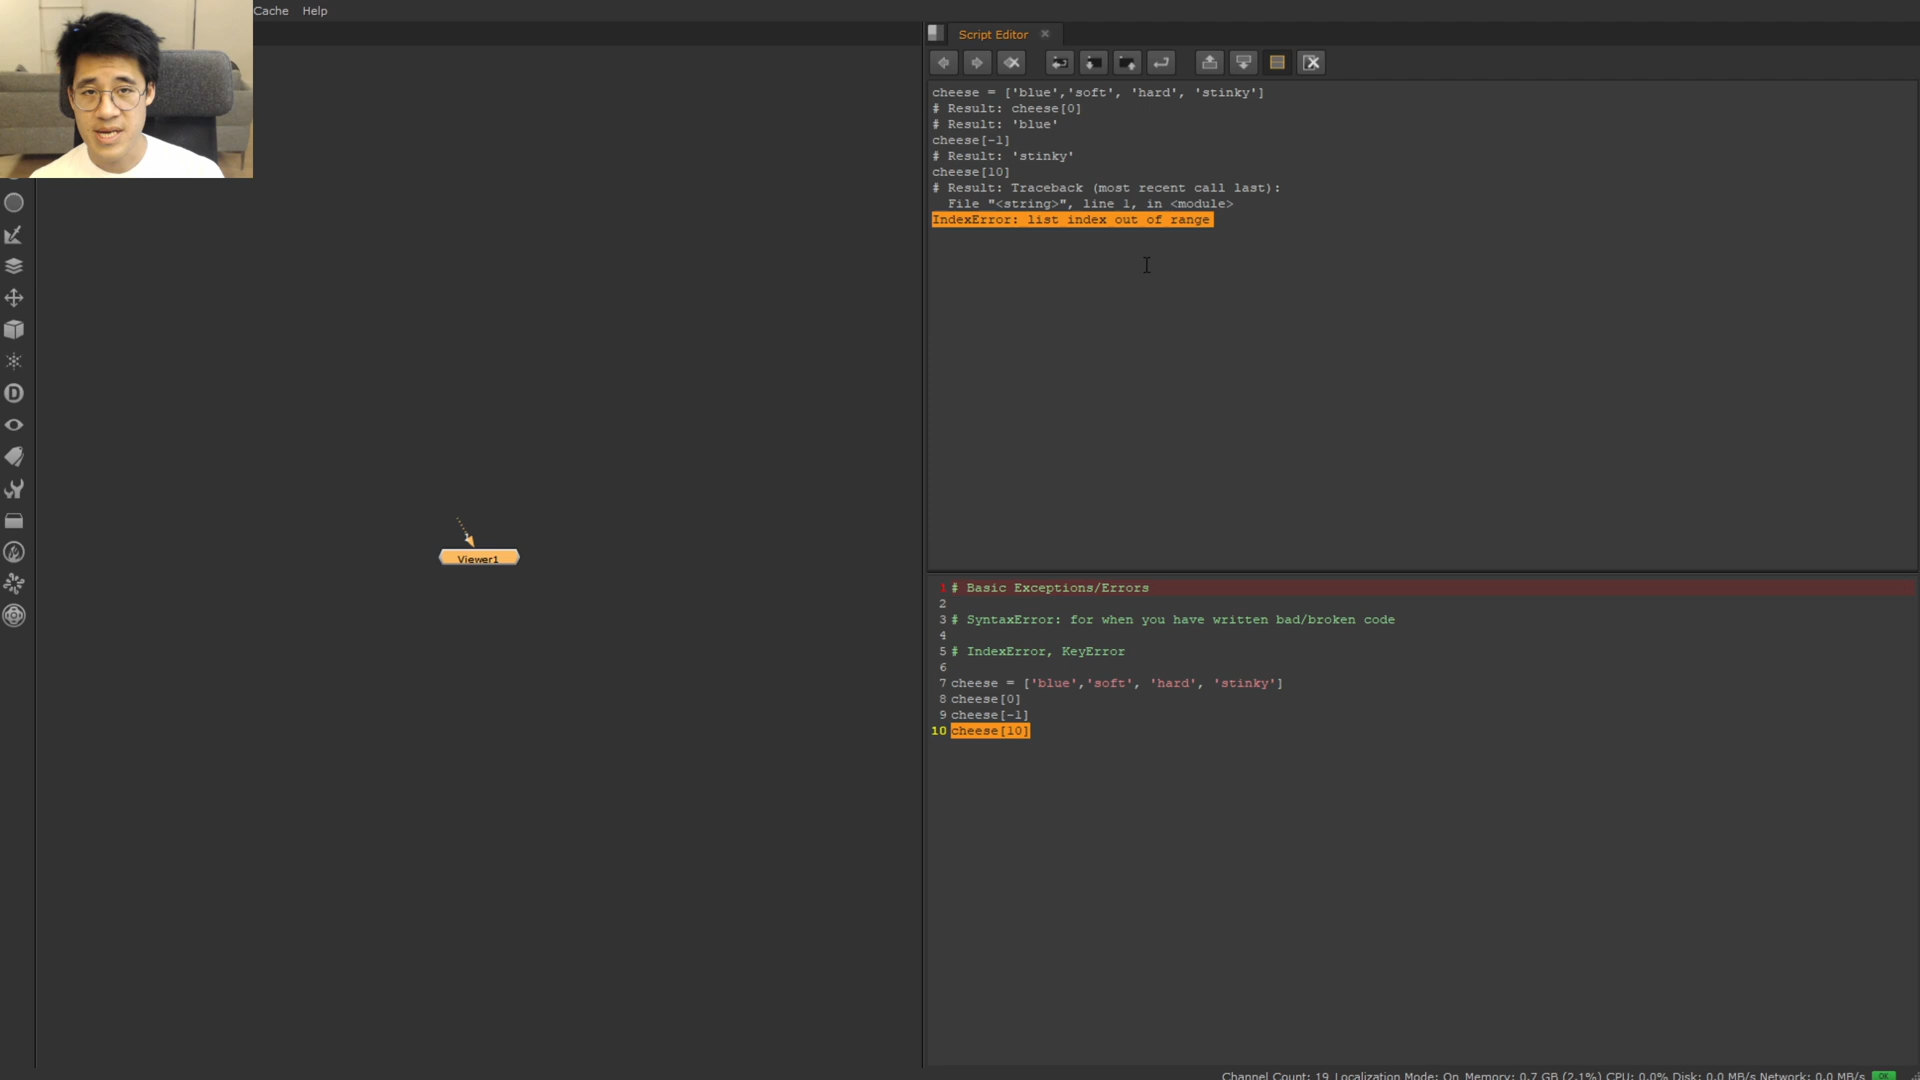 Cache Help
Script Editor
cheese = ['blue','soft', 'hard', 'stinky']
# Result: cheese[0]
# Result: 'blue'
cheese[-1]
# Result: 'stinky'
cheese[10]
# Result: Traceback (most recent call last):
File "<string>", line 1, in <module>
IndexError: list index out of range
Viewer1
1 # Basic Exceptions/Errors
2
3 # SyntaxError: for when you have written bad/broken code
4
5 # IndexError, KeyError
6
7 cheese = ['blue','soft', 'hard', 'stinky']
8 cheese[0]
9 cheese[-1]
10 cheese[10]
D
Channel Count: 19 Localization Mode: On Memory: 0.7 GB (2.1%) CPU: 0.0% Disk: 0.0 MB/s Network: 0.0 MB/s OK